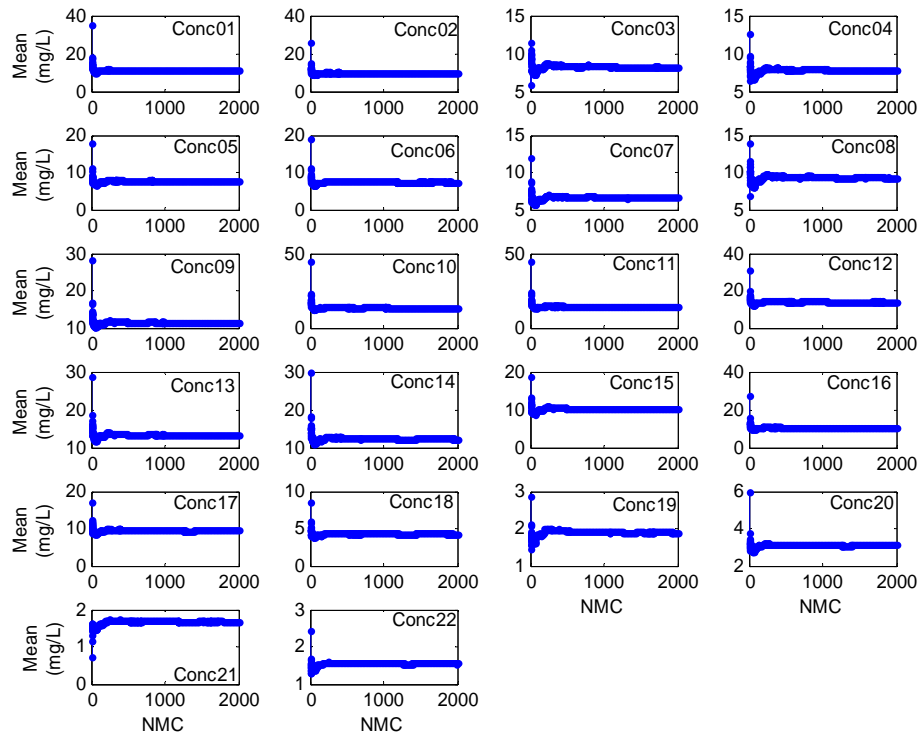 Mean
(mg/L)
40
20
0
Conc01
0 1000 2000
40
20
0
Conc02
0 1000 2000
15
10
5
Conc03
0 1000 2000
15
10
5
Conc04
0 1000 2000
Mean
(mg/L)
20
10
0
Conc05
0 1000 2000
20
10
0
Conc06
0 1000 2000
15
10
5
Conc07
0 1000 2000
15
10
5
Conc08
0 1000 2000
Mean
(mg/L)
30
20
10
Conc09
0 1000 2000
50
0
Conc10
0 1000 2000
50
0
Conc11
0 1000 2000
40
20
0
Conc12
0 1000 2000
Mean
(mg/L)
30
20
10
Conc13
0 1000 2000
30
20
10
Conc14
0 1000 2000
20
10
0
Conc15
0 1000 2000
40
20
0
Conc16
0 1000 2000
Mean
(mg/L)
20
10
0
Conc17
0 1000 2000
10
5
0
Conc18
0 1000 2000
3
2
1
Conc19
0 1000 2000
NMC
6
4
2
Conc20
0 1000 2000
NMC
Mean
(mg/L)
2
1
0
Conc21
0 1000 2000
NMC
3
2
1
Conc22
0 1000 2000
NMC